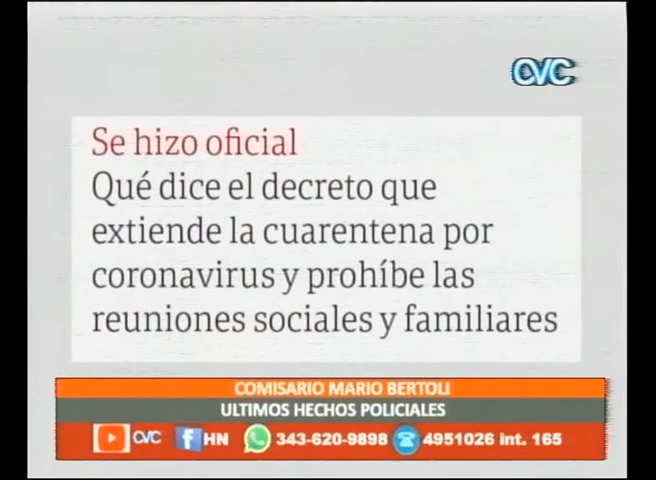 CVC
Se hizo oficial
Qué dice el decreto que
extiende la cuarentena por
coronavirus y prohíbe las
reuniones sociales y familiares
COMISARIO MARIO BERTOLI
ULTIMOS HECHOS POLICIALES
CVC f HN 343-620-9898 4951026 int. 165